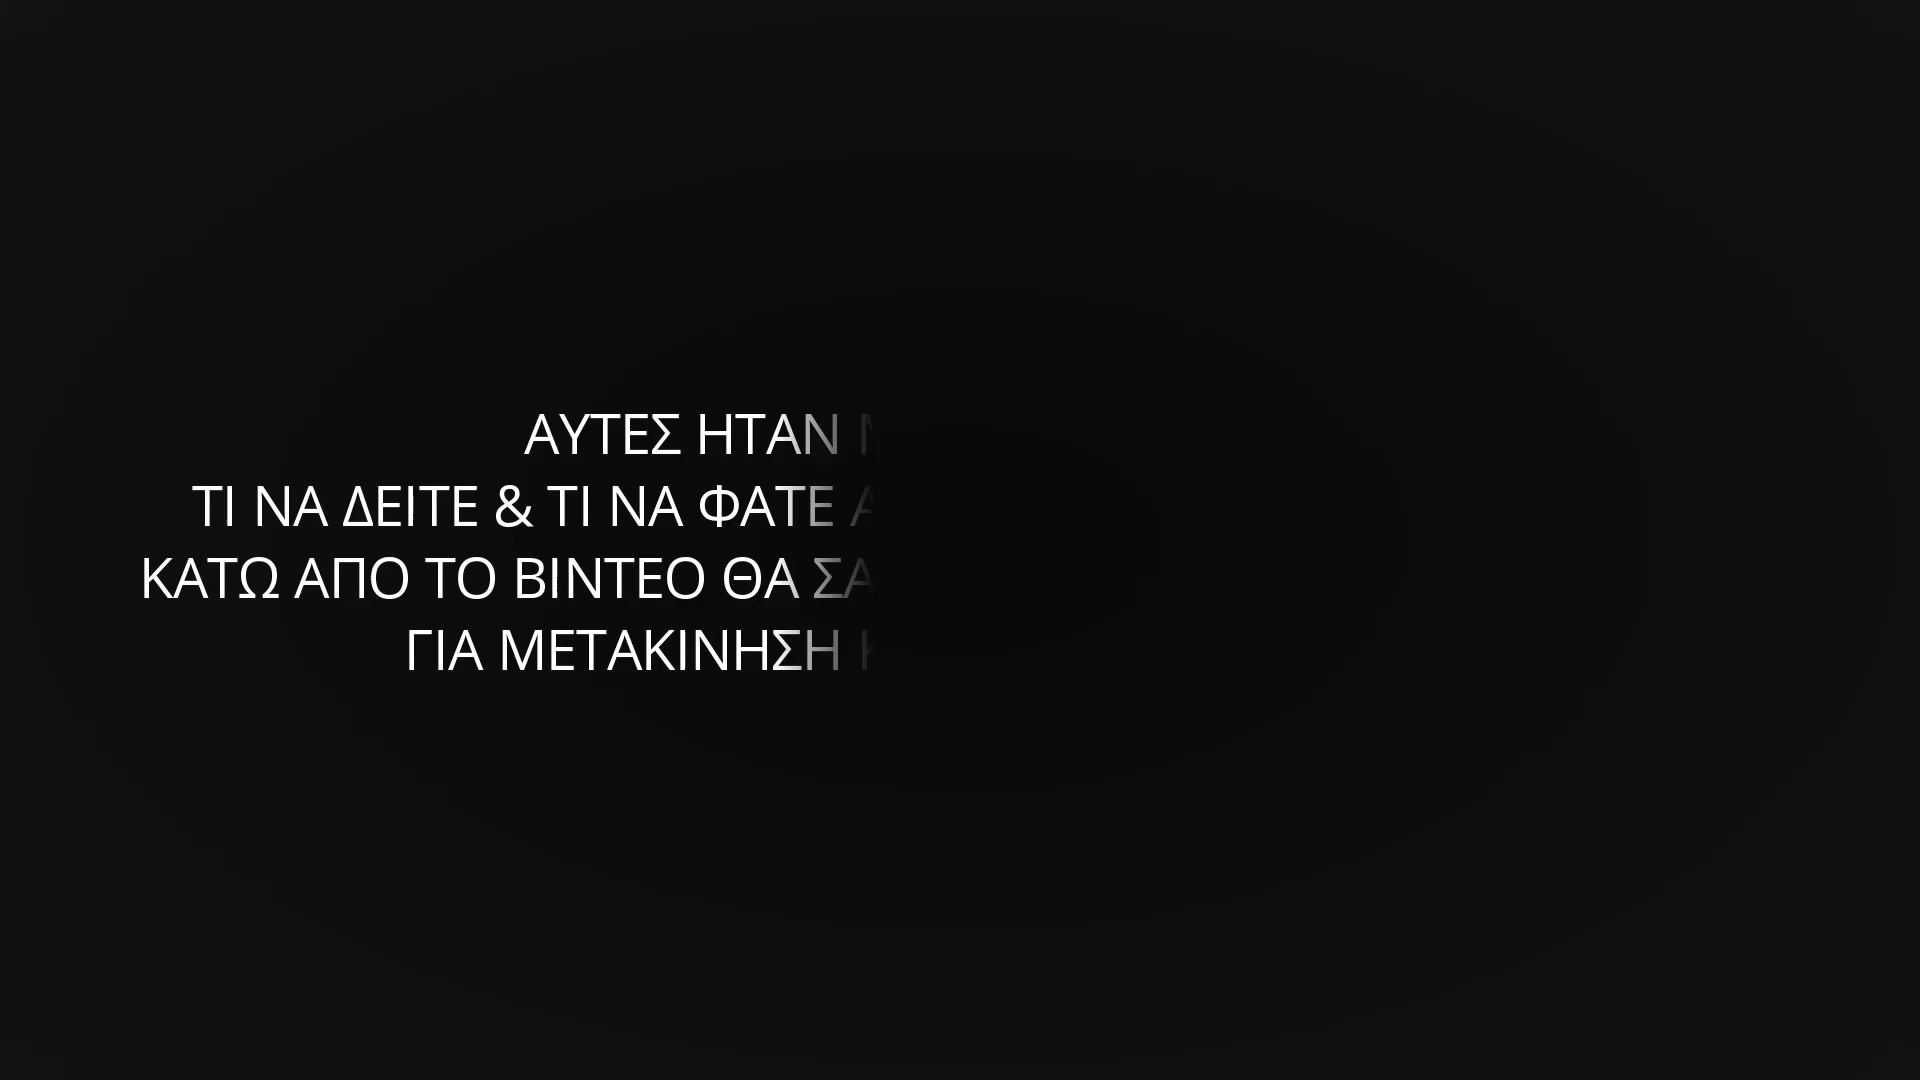 ΑΥΤΕΣ ΗΤΑΝ
ΤΙ ΝΑ ΔΕΙΤΕ & ΤΙ ΝΑ ΦΑΤΕ
ΚΑΤΩ ΑΠΟ ΤΟ ΒΙΝΤΕΟ ΘΑ
ΓΙΑ ΜΕΤΑΚΙΝΗΣΗ